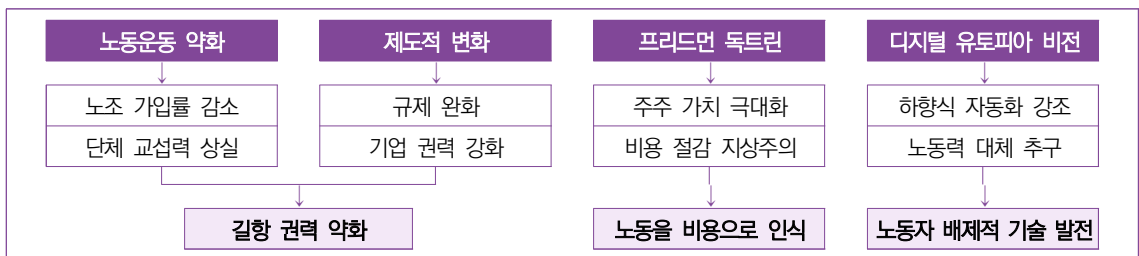 노동운동 약화
제도적 변화
프리드먼 독트린
디지털 유토피아 비전
노조 가입률 감소
규제 완화
주주 가치 극대화
하향식 자동화 강조
단체 교섭력 상실
기업 권력 강화
비용 절감 지상주의
노동력 대체 추구
길항 권력 약화
노동을 비용으로 인식
노동자 배제적 기술 발전